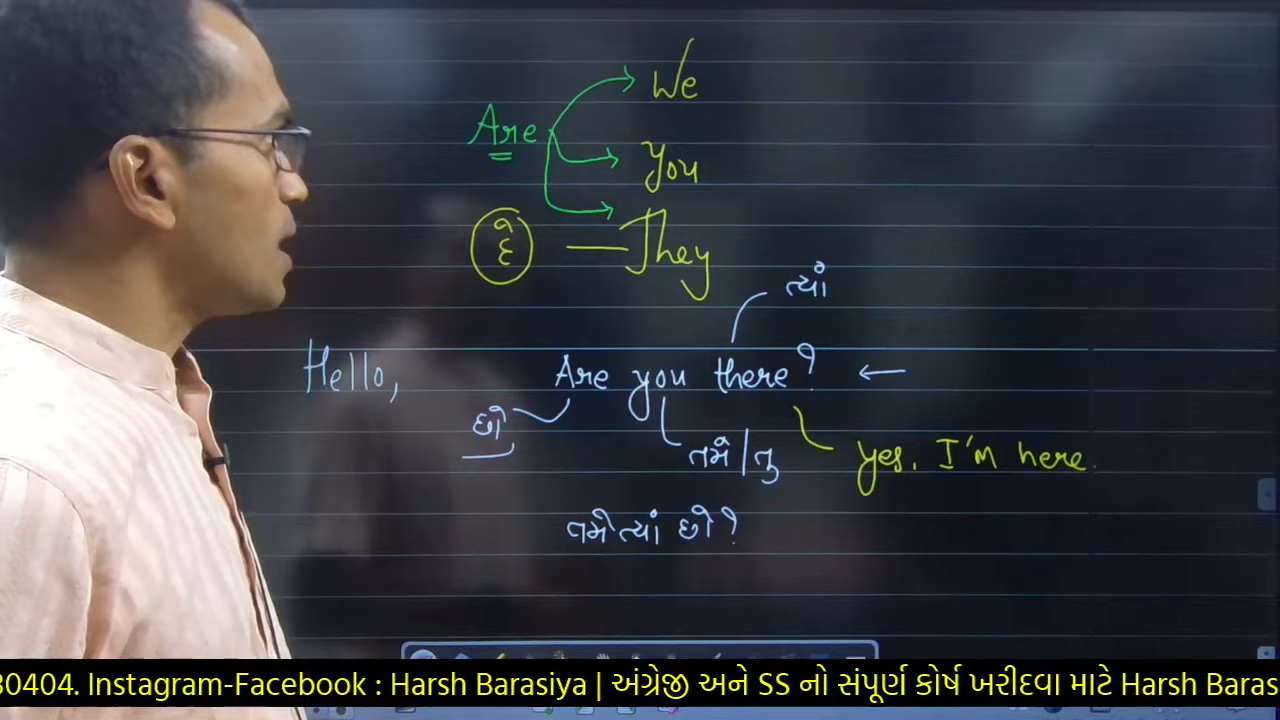 We
Are
You
દે — They
ત્યાં
Hello, Are you there? ←
છો
તમે/તુ
yes, I'm here.
તમે ત્યાં છો?
30404. Instagram-Facebook : Harsh Barasiya | અંગ્રેજી અને SS નો સંપૂર્ણ કોર્ષ ખરીદવા માટે Harsh Baras